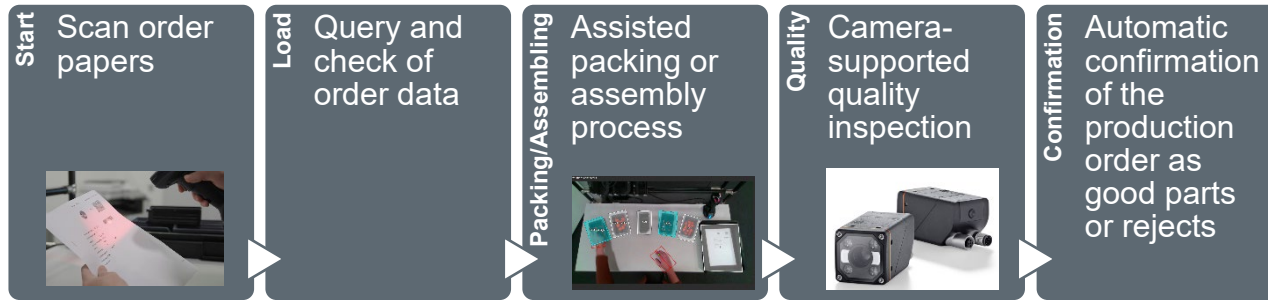 Start
Scan order
papers
Load
Query and
check of
order data
Packing/Assembling
Assisted
packing or
assembly
process
Quality
Camera-
supported
quality
inspection
Confirmation
Automatic
confirmation
of the
production
order as
good parts
or rejects